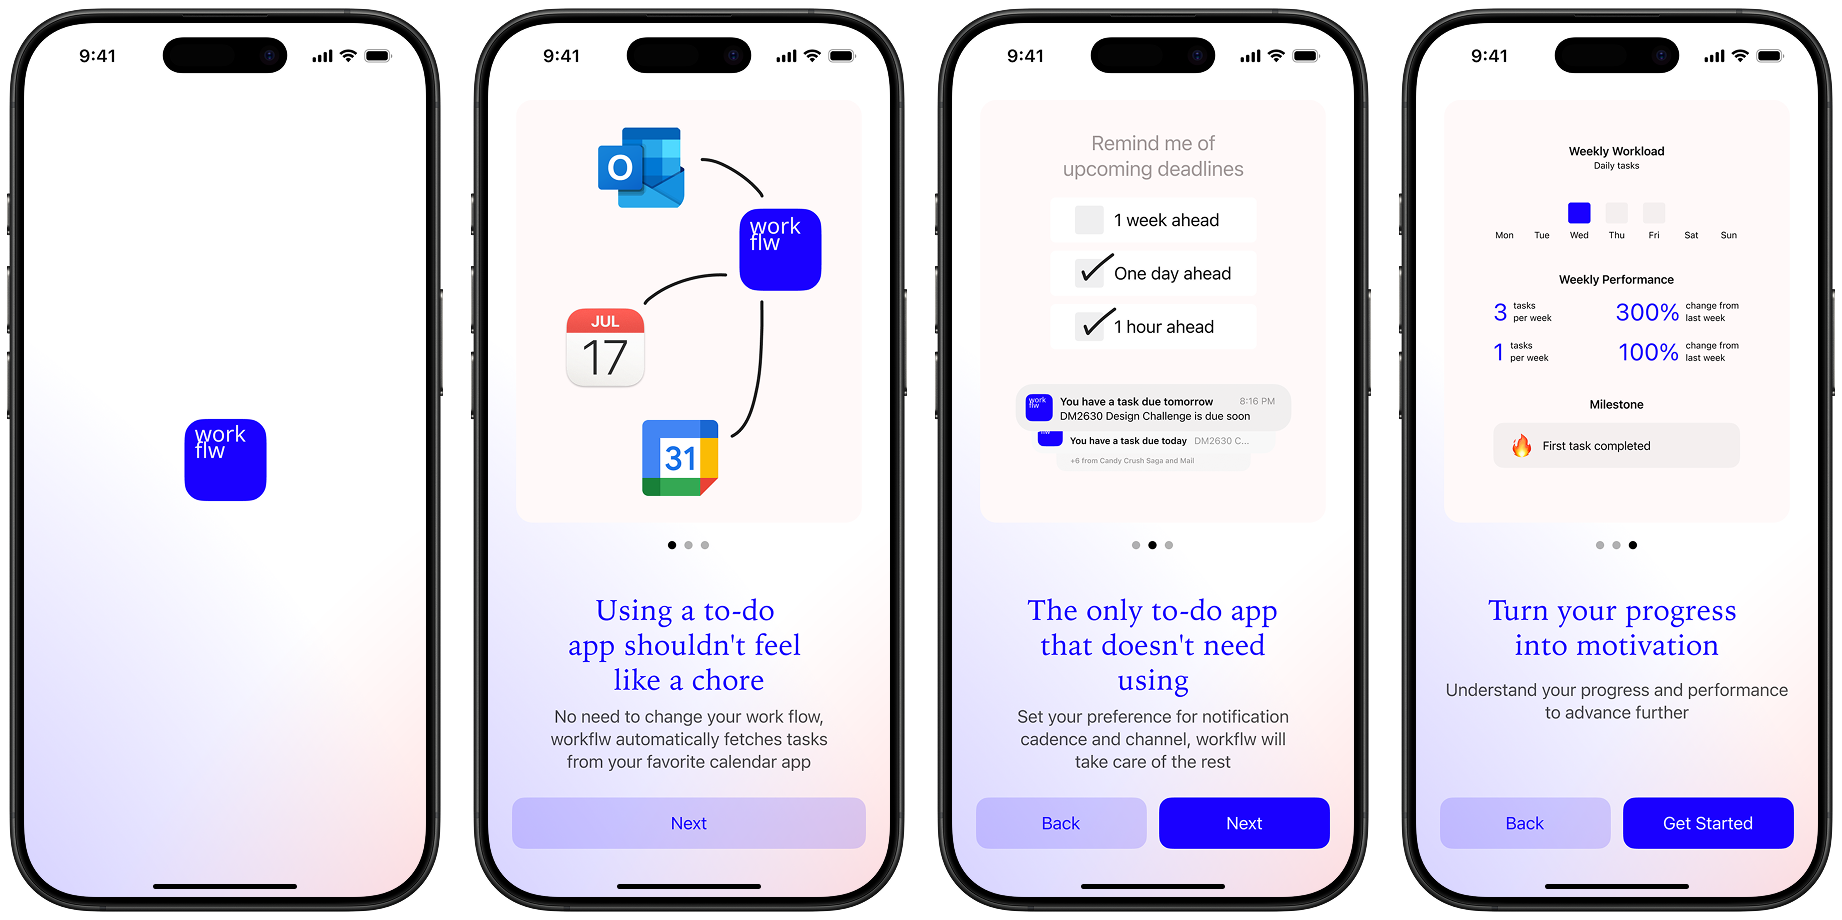 9:41
work
flw
9:41
O
work
flw
JUL
17
31
Using a to-do
app shouldn't feel
like a chore
No need to change your work flow,
workflw automatically fetches tasks
from your favorite calendar app
Next
9:41
Remind me of
upcoming deadlines
1 week ahead
One day ahead
1 hour ahead
work
flw
You have a task due tomorrow 8:16 PM
DM2630 Design Challenge is due soon
flw
You have a task due today DM2630 C...
+6 from Candy Crush Saga and Mail
The only to-do app
that doesn't need
using
Set your preference for notification
cadence and channel, workflw will
take care of the rest
Back Next
9:41
Weekly Workload
Daily tasks
Mon Tue Wed Thu Fri Sat Sun
Weekly Performance
3 tasks per week 300% change from last week
1 tasks per week 100% change from last week
Milestone
First task completed
Turn your progress
into motivation
Understand your progress and performance
to advance further
Back Get Started